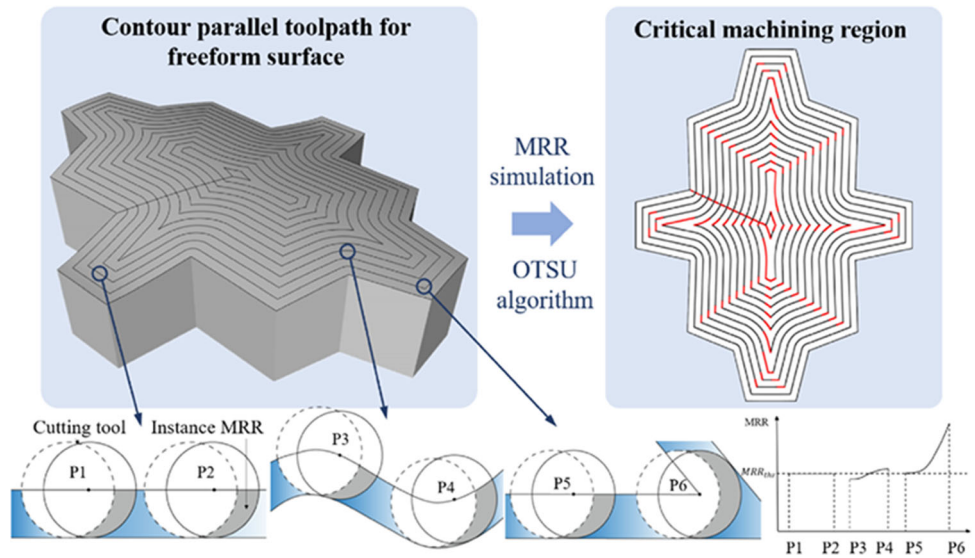 Contour parallel toolpath for
freeform surface
Critical machining region
MRR
simulation
OTSU
algorithm
Cutting tool
Instance MRR
P1
P2
P3
P4
P5
P6
MRR
MRRthe
P1 P2 P3 P4 P5 P6